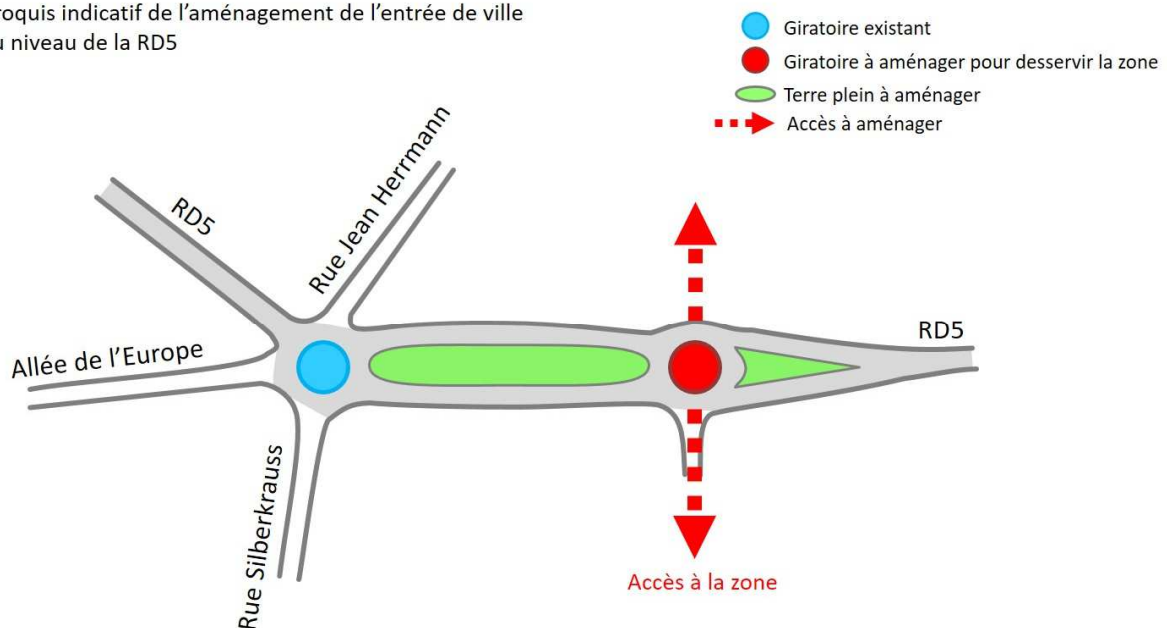 roquis indicatif de l'aménagement de l'entrée de ville
u niveau de la RD5
Giratoire existant
Giratoire à aménager pour desservir la zone
Terre plein à aménager
Accès à aménager
RD5
Rue Jean Herrmann
RD5
Allée de l'Europe
Rue Silberkrauss
Accès à la zone